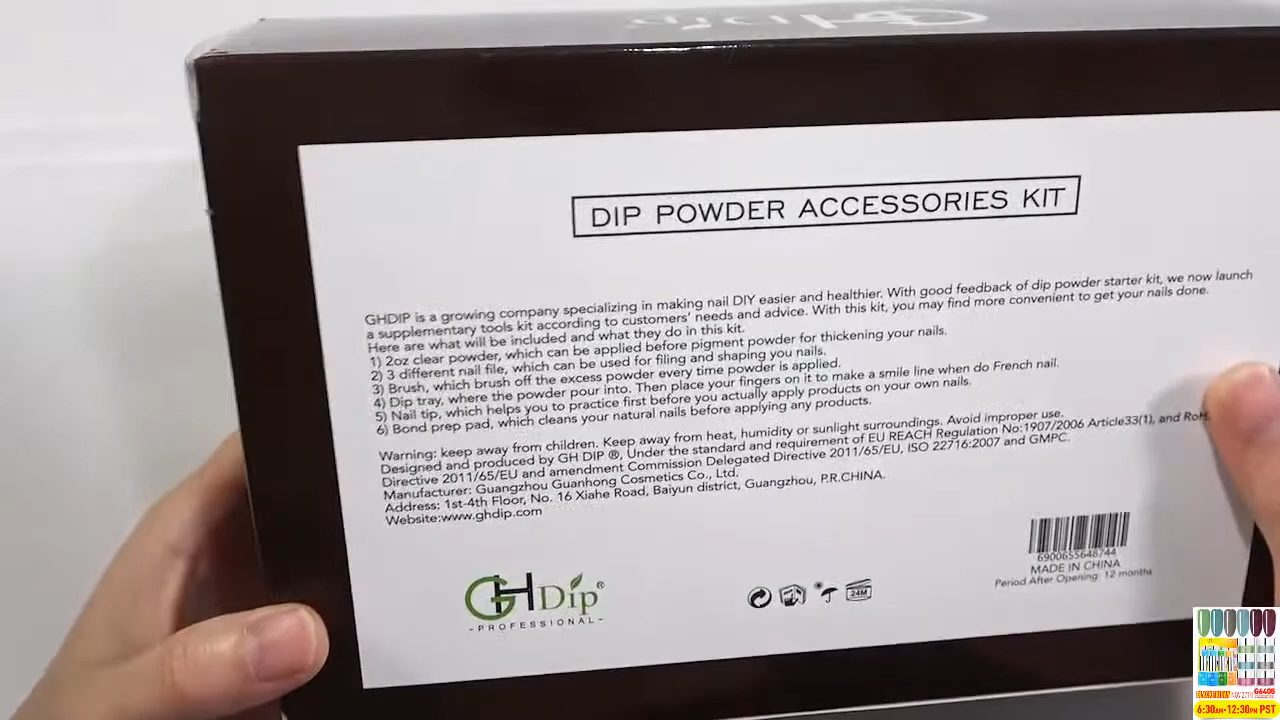 DIP POWDER ACCESSORIES KIT
GHDIP is a growing company specializing in making nail DIY easier and healthier. With good feedback of dip powder starter kit, we now launch
a supplementary tools kit according to customers' needs and advice. With this kit, you may find more convenient to get your nails done.
Here are what will be included and what they do in this kit.
1) 2oz clear powder, which can be applied before pigment powder for thickening your nails.
2) 3 different nail file, which can be used for filing and shaping you nails.
3) Brush, which brush off the excess powder every time powder is applied.
4) Dip tray, where the powder pour into. Then place your fingers on it to make a smile line when do French nail.
5) Nail tip, which helps you to practice first before you actually apply products on your own nails.
6) Bond prep pad, which cleans your natural nails before applying any products.
Warning: keep away from children. Keep away from heat, humidity or sunlight surroundings. Avoid improper use.
Designed and produced by GH DIP ®, Under the standard and requirement of EU REACH Regulation No:1907/2006 Article33(1), and RoH
Directive 2011/65/EU and amendment Commission Delegated Directive 2011/65/EU, ISO 22716:2007 and GMPC.
Manufacturer: Guangzhou Guanhong Cosmetics Co., Ltd.
Address: 1st-4th Floor, No. 16 Xiahe Road, Baiyun district, Guangzhou, P.R.CHINA.
Website:www.ghdip.com
GH Dip ®
-PROFESSIONAL-
24M
6900655648744
MADE IN CHINA
Period After Opening: 12 months
BLACK FRIDAY NOV 27TH
G6405
6:30AM-12:30PM PST